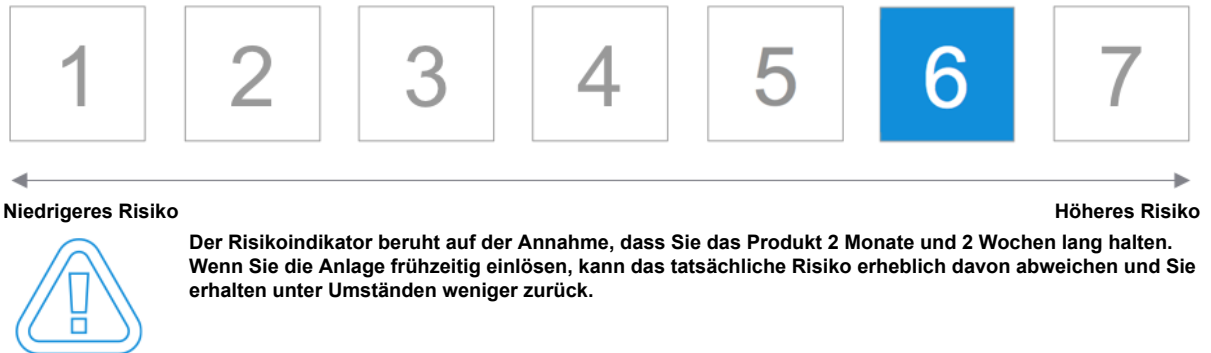 1 2 3 4 5 6 7
Niedrigeres Risiko Höheres Risiko
Der Risikoindikator beruht auf der Annahme, dass Sie das Produkt 2 Monate und 2 Wochen lang halten.
Wenn Sie die Anlage frühzeitig einlösen, kann das tatsächliche Risiko erheblich davon abweichen und Sie
erhalten unter Umständen weniger zurück.